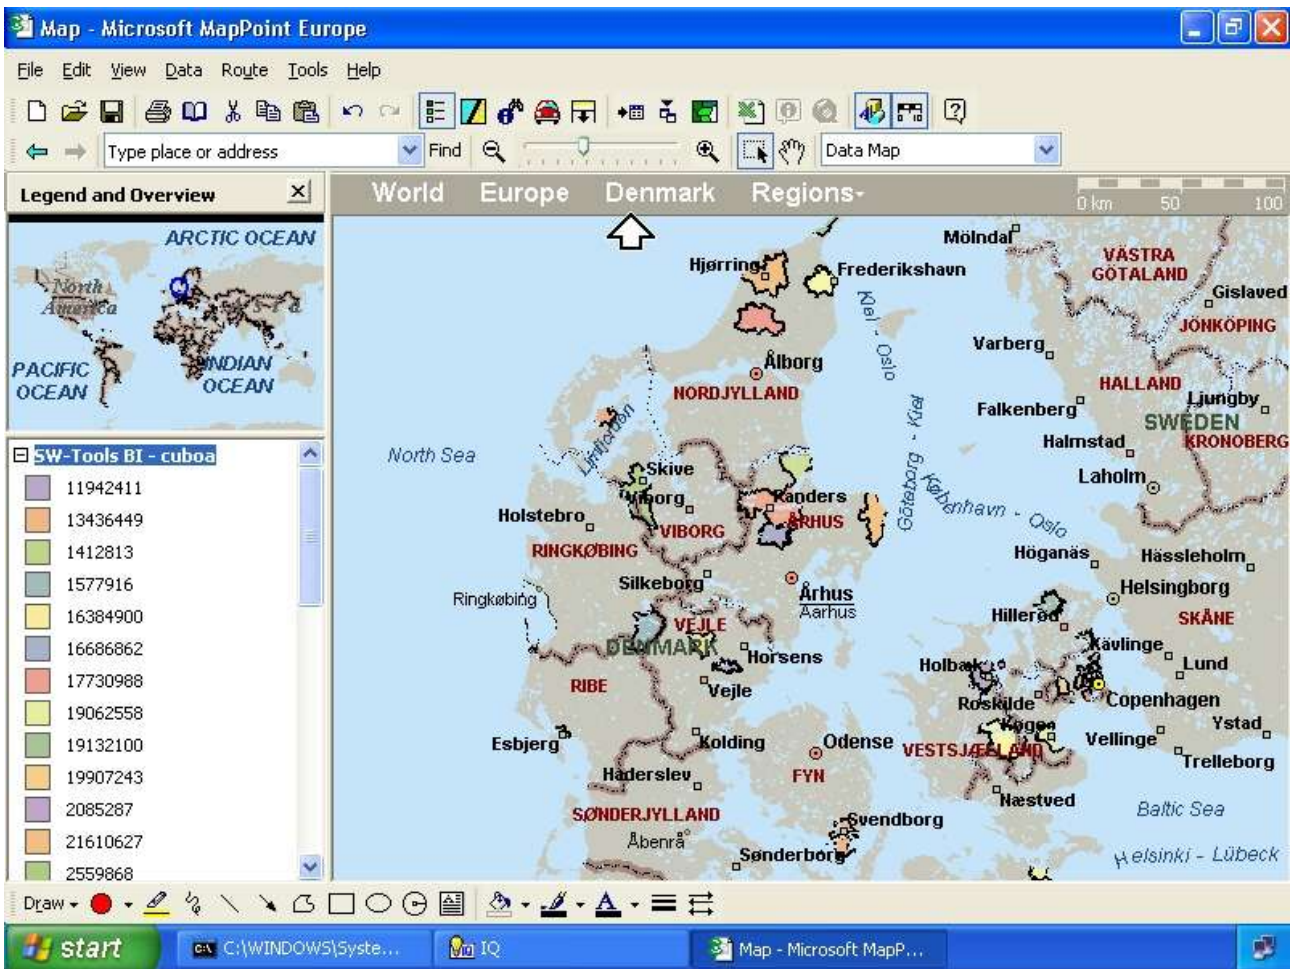 Map - Microsoft MapPoint Europe
File Edit View Data Route Tools Help
Type place or address Find Data Map
Legend and Overview
World Europe Denmark Regions-
0 km 50 100
ARCTIC OCEAN
North America
PACIFIC OCEAN
INDIAN OCEAN
SW-Tools BI - cuboa
11942411
13436449
1412813
1577916
16384900
16686862
17730988
19062558
19132100
19907243
2085287
21610627
2559868
Mölndal
VÄSTRA GÖTALAND
Hjørring
Frederikshavn
Gislaved
Kiel - Oslo
JÖNKÖPING
Varberg
Ålborg
HALLAND
NORDJYLLAND
Ljungby
Falkenberg
Göteborg - Kiel
SWEDEN
Limfjorden
Halmstad
KRONOBERG
North Sea
Skive
Laholm
København - Oslo
Viborg
Randers
Holstebro
ÅRHUS
VIBORG
RINGKØBING
Höganäs
Hässleholm
Silkeborg
Århus
Aarhus
Helsingborg
Ringkøbing
Hillerød
SKÅNE
VEJLE
DENMARK
Kävlinge
Horsens
Holbæk
Lund
RIBE
Vejle
Roskilde
Copenhagen
Køge
Ystad
Esbjerg
Kolding
Odense
VESTSJÆLLAND
Vellinge
Trelleborg
Haderslev
FYN
Næstved
SØNDERJYLLAND
Svendborg
Baltic Sea
Åbenrå
Sønderborg
Helsinki - Lübeck
Draw
start C:\WINDOWS\Syste... IQ Map - Microsoft MapP...